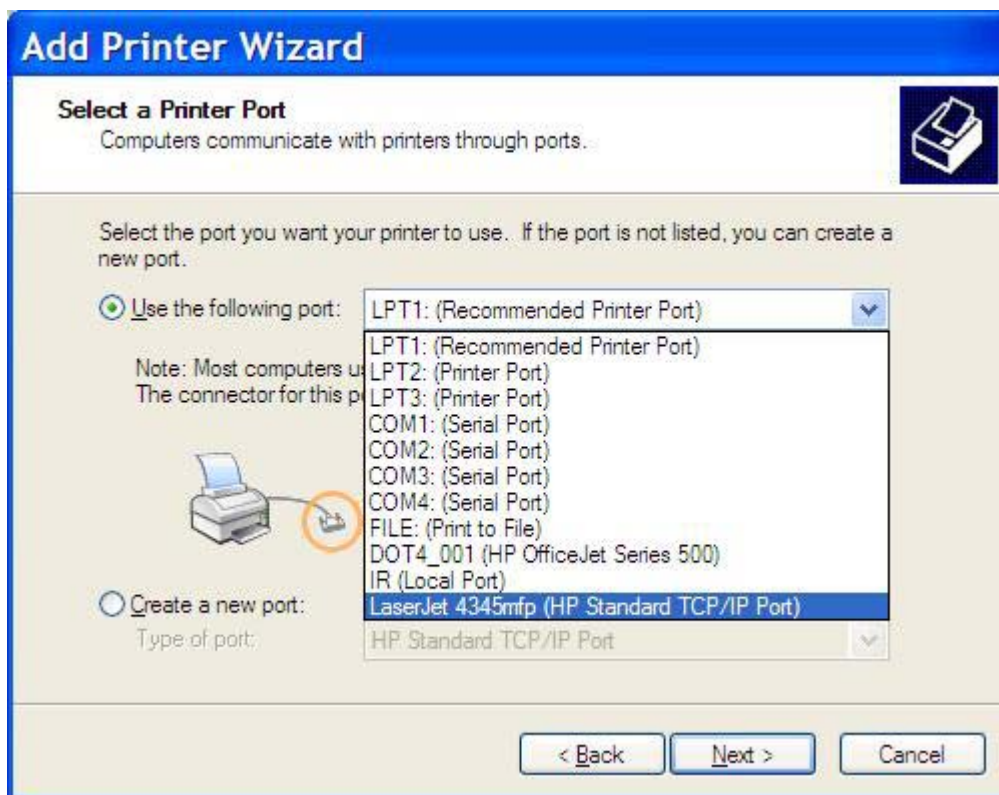 Add Printer Wizard
Select a Printer Port
Computers communicate with printers through ports.
Select the port you want your printer to use. If the port is not listed, you can create a
new port.
Use the following port:
LPT1: (Recommended Printer Port)
LPT1: (Recommended Printer Port)
Note: Most computers
LPT2: (Printer Port)
The connector for this
LPT3: (Printer Port)
COM1: (Serial Port)
COM2: (Serial Port)
COM3: (Serial Port)
COM4: (Serial Port)
FILE: (Print to File)
DOT4_001 (HP OfficeJet Series 500)
IR (Local Port)
Create a new port:
LaserJet 4345mfp (HP Standard TCP/IP Port)
Type of port:
HP Standard TCP/IP Port
< Back
Next >
Cancel